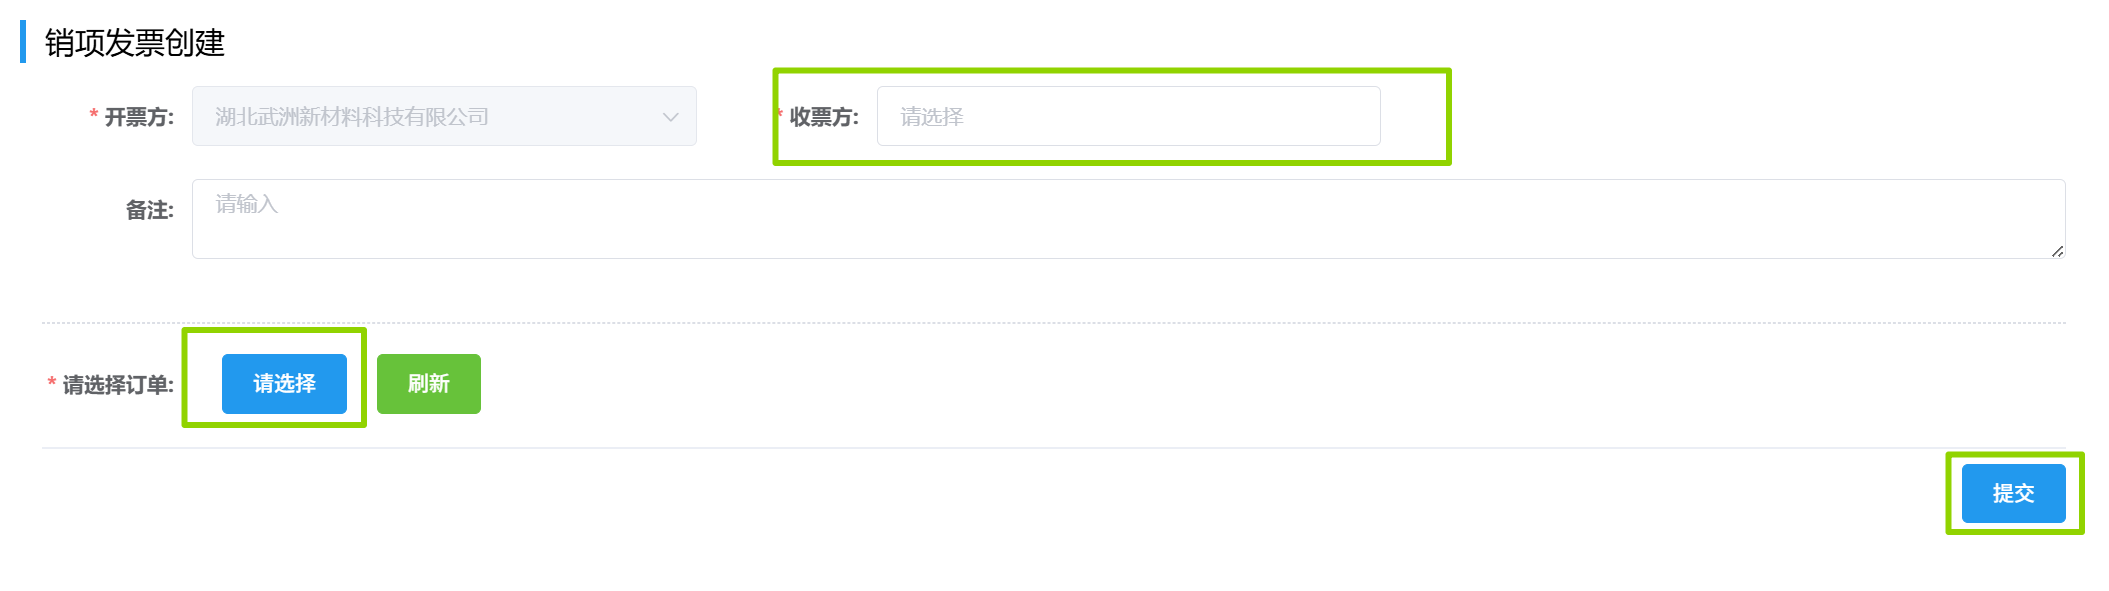 销项发票创建
* 开票方: 湖北武洲新材料科技有限公司 * 收票方: 请选择
备注: 请输入
* 请选择订单: 请选择 刷新
提交